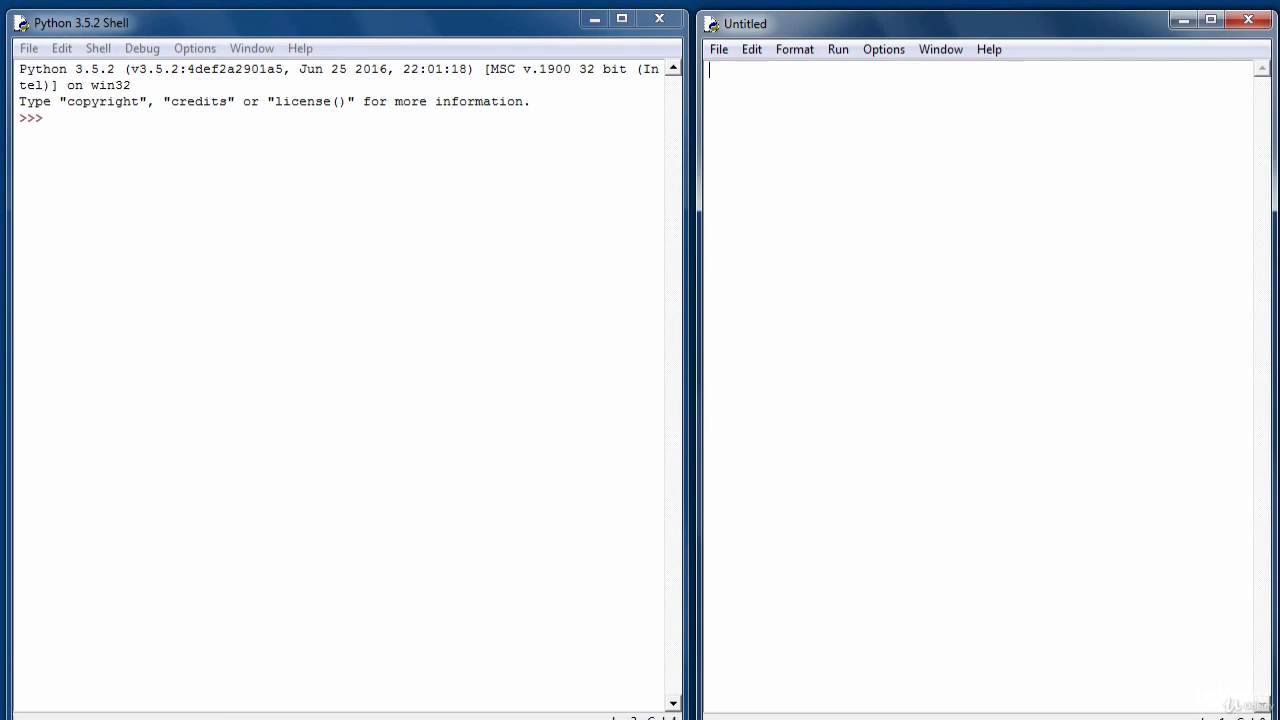 Python 3.5.2 Shell
File Edit Shell Debug Options Window Help
Python 3.5.2 (v3.5.2:4def2a2901a5, Jun 25 2016, 22:01:18) [MSC v.1900 32 bit (In
tel)] on win32
Type "copyright", "credits" or "license()" for more information.
>>>
Untitled
File Edit Format Run Options Window Help
Udemy